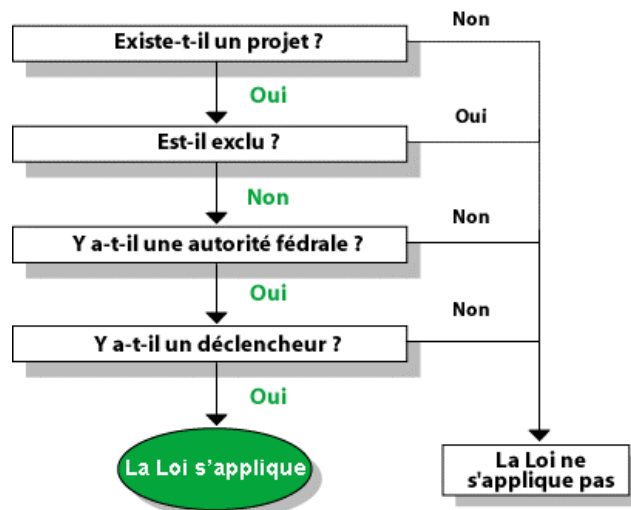 Non
Existe-t-il un projet ?
Oui
Oui
Est-il exclu ?
Non
Non
Y a-t-il une autorité fédrale ?
Oui
Non
Y a-t-il un déclencheur ?
Oui
La Loi s’applique
La Loi ne
s'applique pas